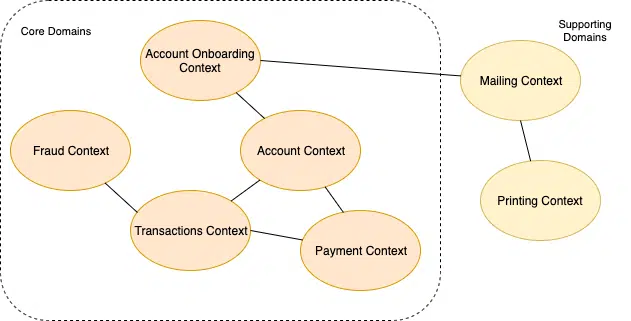 Core Domains
Supporting
Domains
Account Onboarding
Context
Mailing Context
Fraud Context
Account Context
Printing Context
Transactions Context
Payment Context